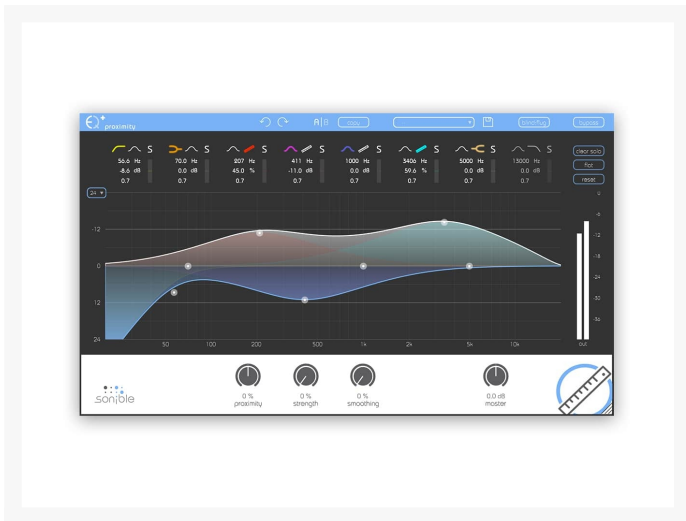 EQ+ proximity A|B copy blindfug bypass
S S S S S S S S clear solo
56.6 Hz 70.0 Hz 207 Hz 411 Hz 1000 Hz 3406 Hz 5000 Hz 13000 Hz
-8.6 dB 0.0 dB 45.0 % -11.0 dB 0.0 dB 59.6 % 0.0 dB 0.0 dB flat
0.7 0.7 0.7 0.7 0.7 0.7 0.7 0.7 reset
24 0
-6
-12 -12
-18
0
-24
12 -30
-54
24
50 100 200 500 1k 2k 5k 10k out
0 % 0 % 0 % 0.0 dB
proximity strength smoothing master
sonible